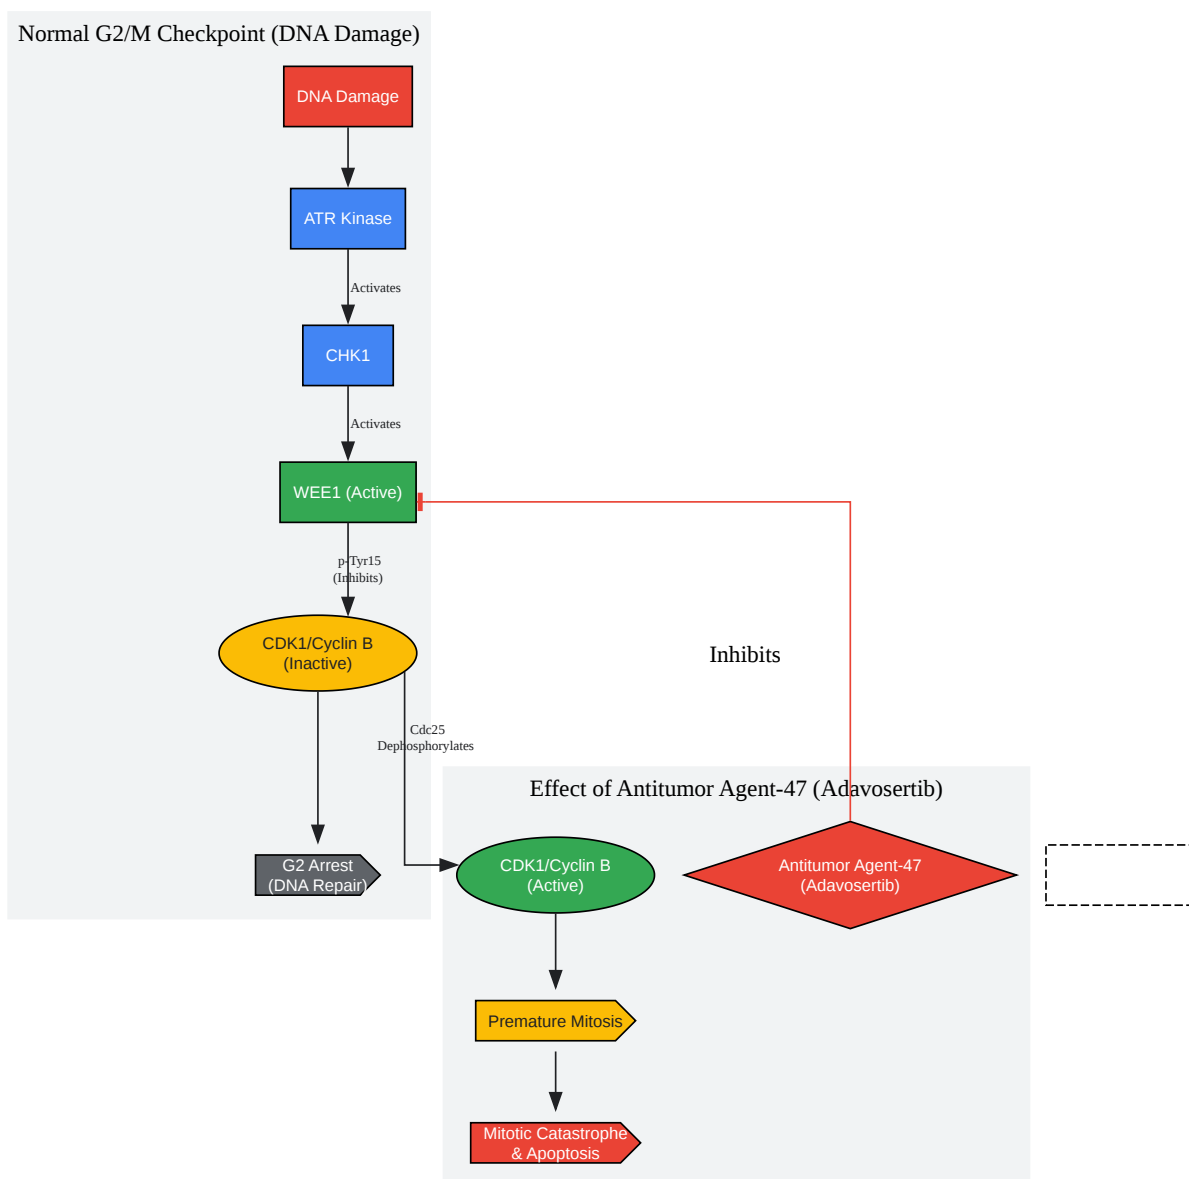 Normal G2/M Checkpoint (DNA Damage)
DNA Damage
ATR Kinase
Activates
CHK1
Activates
WEE1 (Active)
p-Tyr15
(Inhibits)
CDK1/Cyclin B
(Inactive)
Inhibits
Cdc25
Dephosphorylates
G2 Arrest
(DNA Repair)
Effect of Antitumor Agent-47 (Adavosertib)
CDK1/Cyclin B
(Active)
Antitumor Agent-47
(Adavosertib)
Premature Mitosis
Mitotic Catastrophe
& Apoptosis